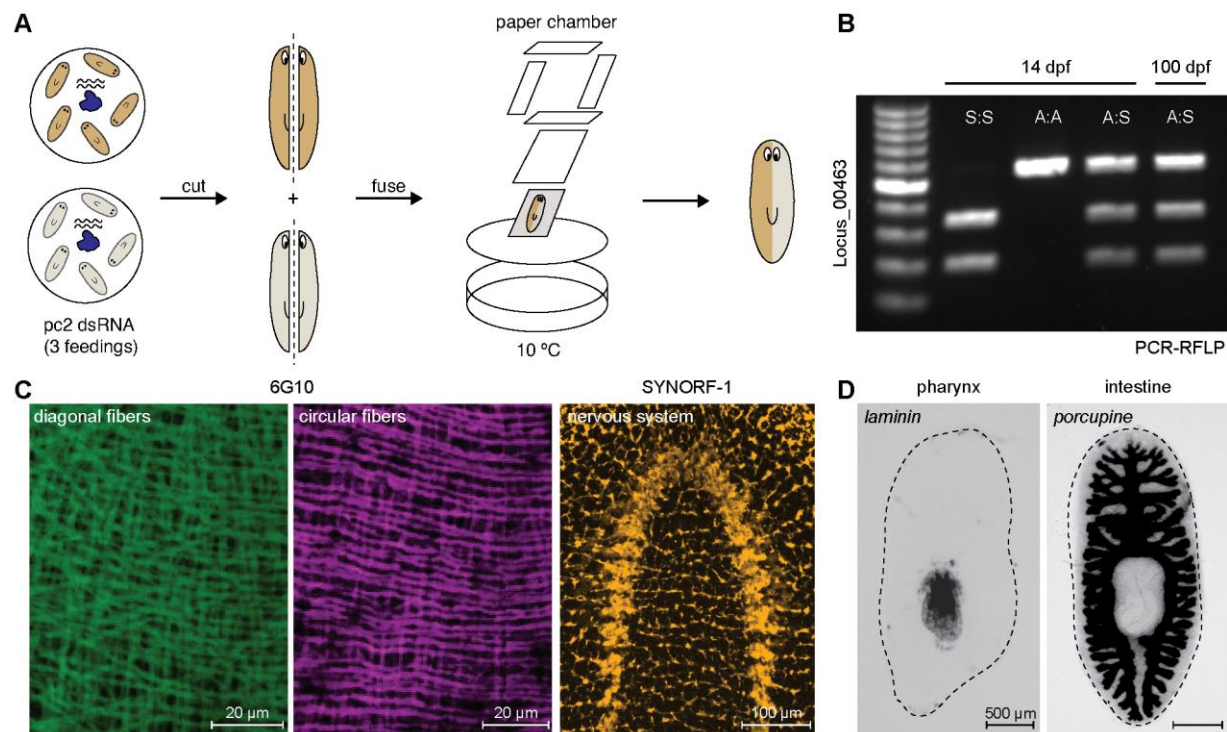 A
pc2 dsRNA
(3 feedings)
cut
+
fuse
paper chamber
10 ºC
B
14 dpf
100 dpf
S:S
A:A
A:S
A:S
Locus_00463
PCR-RFLP
C
6G10
SYNORF-1
diagonal fibers
circular fibers
nervous system
20 µm
20 µm
100 µm
D
pharynx
intestine
laminin
porcupine
500 µm